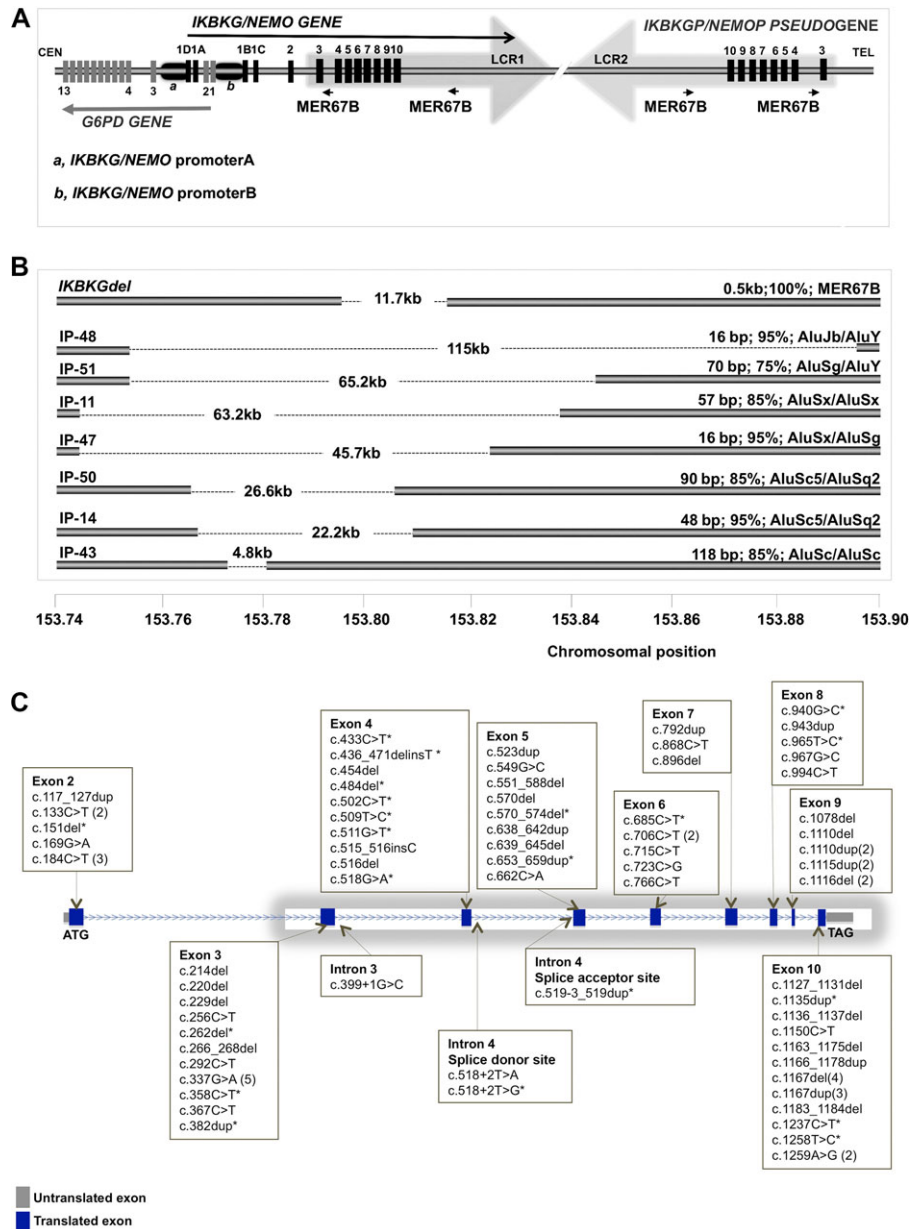 A
IKBKG/NEMO GENE
IKBKGP/NEMOP PSEUDOGENE
CEN 1D1A 1B1C 2 3 4 5 6 7 8 9 10 LCR1 LCR2 10 9 8 7 6 5 4 3 TEL
13 4 3 a 21 b
MER67B MER67B MER67B MER67B
G6PD GENE
a, IKBKG/NEMO promoterA
b, IKBKG/NEMO promoterB
B
IKBKGdel 11.7kb 0.5kb;100%; MER67B
IP-48 115kb 16 bp; 95%; AluJb/AluY
IP-51 65.2kb 70 bp; 75%; AluSg/AluY
IP-11 63.2kb 57 bp; 85%; AluSx/AluSx
IP-47 45.7kb 16 bp; 95%; AluSx/AluSg
IP-50 26.6kb 90 bp; 85%; AluSc5/AluSq2
IP-14 22.2kb 48 bp; 95%; AluSc5/AluSq2
IP-43 4.8kb 118 bp; 85%; AluSc/AluSc
153.74 153.76 153.78 153.80 153.82 153.84 153.86 153.88 153.90
Chromosomal position
C
Exon 2
c.117_127dup
c.133C>T (2)
c.151del*
c.169G>A
c.184C>T (3)
Exon 4
c.433C>T*
c.436_471delinsT *
c.454del
c.484del*
c.502C>T*
c.509T>C*
c.511G>T*
c.515_516insC
c.516del
c.518G>A*
Exon 5
c.523dup
c.549G>C
c.551_588del
c.570del
c.570_574del*
c.638_642dup
c.639_645del
c.653_659dup*
c.662C>A
Exon 6
c.685C>T*
c.706C>T (2)
c.715C>T
c.723C>G
c.766C>T
Exon 7
c.792dup
c.868C>T
c.896del
Exon 8
c.940G>C*
c.943dup
c.965T>C*
c.967G>C
c.994C>T
Exon 9
c.1078del
c.1110del
c.1110dup(2)
c.1115dup(2)
c.1116del (2)
ATG
TAG
Exon 3
c.214del
c.220del
c.229del
c.256C>T
c.262del*
c.266_268del
c.292C>T
c.337G>A (5)
c.358C>T*
c.367C>T
c.382dup*
Intron 3
c.399+1G>C
Intron 4
Splice donor site
c.518+2T>A
c.518+2T>G*
Intron 4
Splice acceptor site
c.519-3_519dup*
Exon 10
c.1127_1131del
c.1135dup*
c.1136_1137del
c.1150C>T
c.1163_1175del
c.1166_1178dup
c.1167del(4)
c.1167dup(3)
c.1183_1184del
c.1237C>T*
c.1258T>C*
c.1259A>G (2)
Untranslated exon
Translated exon